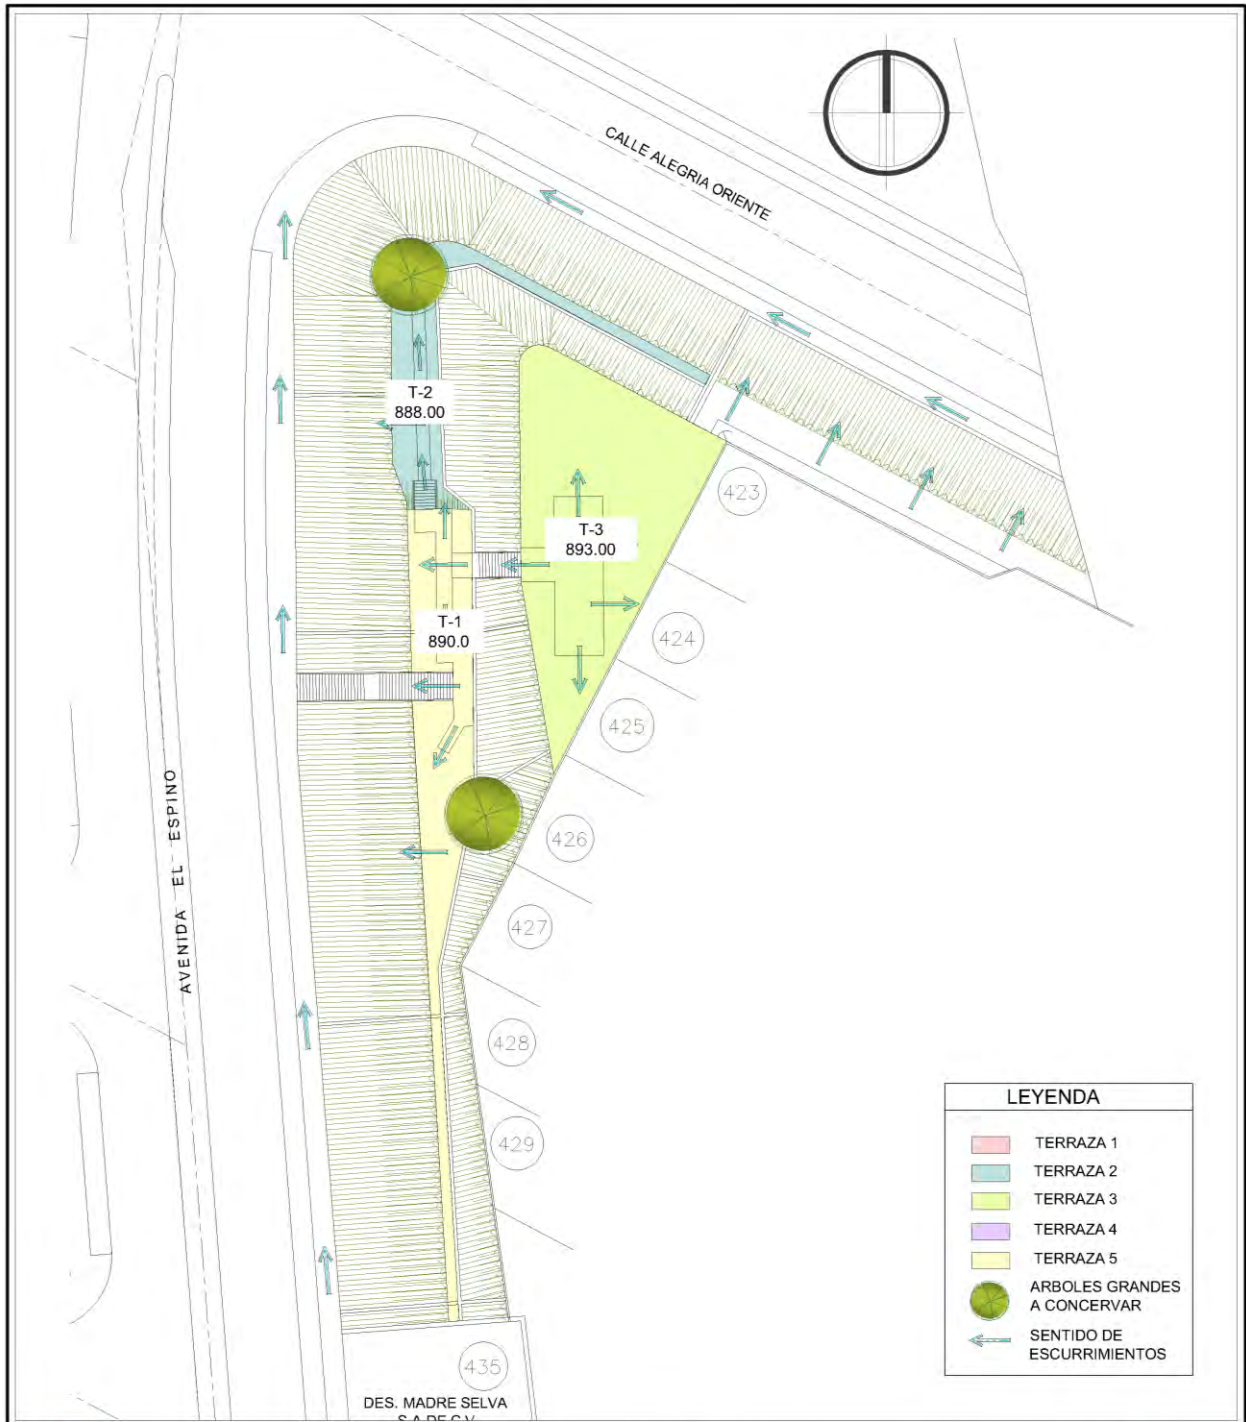 CALLE ALEGRIA ORIENTE
T-2
888.00
423
T-3
893.00
T-1
890.0
424
425
AVENIDA EL ESPINO
426
427
428
429
435
DES. MADRE SELVA
S.A DE C.V.
LEYENDA
TERRAZA 1
TERRAZA 2
TERRAZA 3
TERRAZA 4
TERRAZA 5
ARBOLES GRANDES
A CONCERVAR
SENTIDO DE
ESCURRIMIENTOS